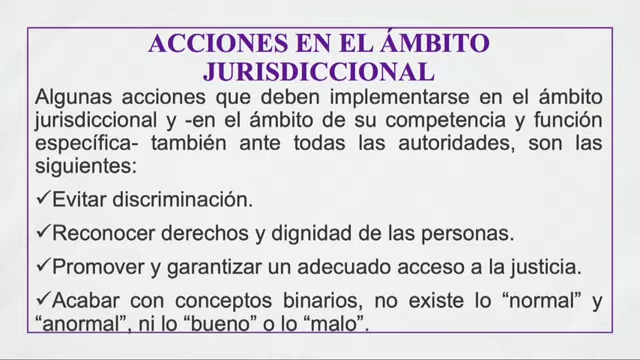 ACCIONES EN EL ÁMBITO
JURISDICCIONAL
Algunas acciones que deben implementarse en el ámbito
jurisdiccional y -en el ámbito de su competencia y función
específica- también ante todas las autoridades, son las
siguientes:
✓Evitar discriminación.
✓Reconocer derechos y dignidad de las personas.
✓Promover y garantizar un adecuado acceso a la justicia.
✓Acabar con conceptos binarios, no existe lo “normal” y
“anormal”, ni lo “bueno” o lo “malo”.